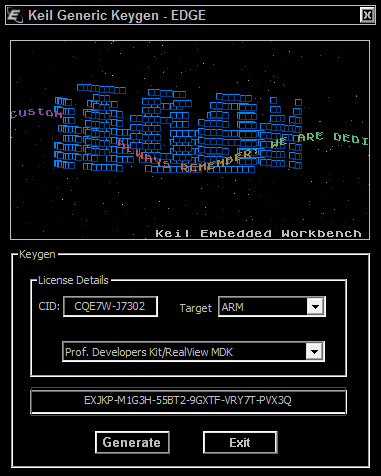 Keil Generic Keygen - EDGE
CUSTOM
ALWAYS REMEMBER' WE ARE DEDI
Keil Embedded Workbench
Keygen
License Details
CID: CQE7W-J7302 Target ARM
Prof. Developers Kit/RealView MDK
EXJKP-M1G3H-55BT2-9GXTF-VRY7T-PVX3Q
Generate Exit